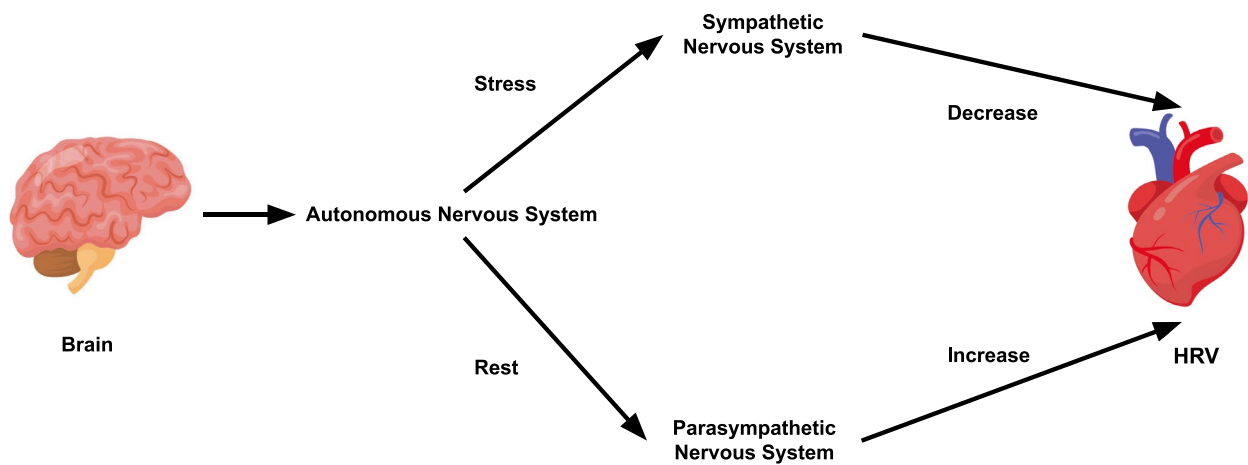 Sympathetic
Nervous System
Stress
Decrease
Autonomous Nervous System
Brain
Rest
Increase
HRV
Parasympathetic
Nervous System